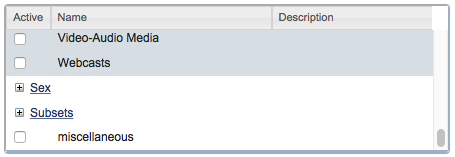 Active Name Description
Video-Audio Media
Webcasts
Sex
Subsets
miscellaneous